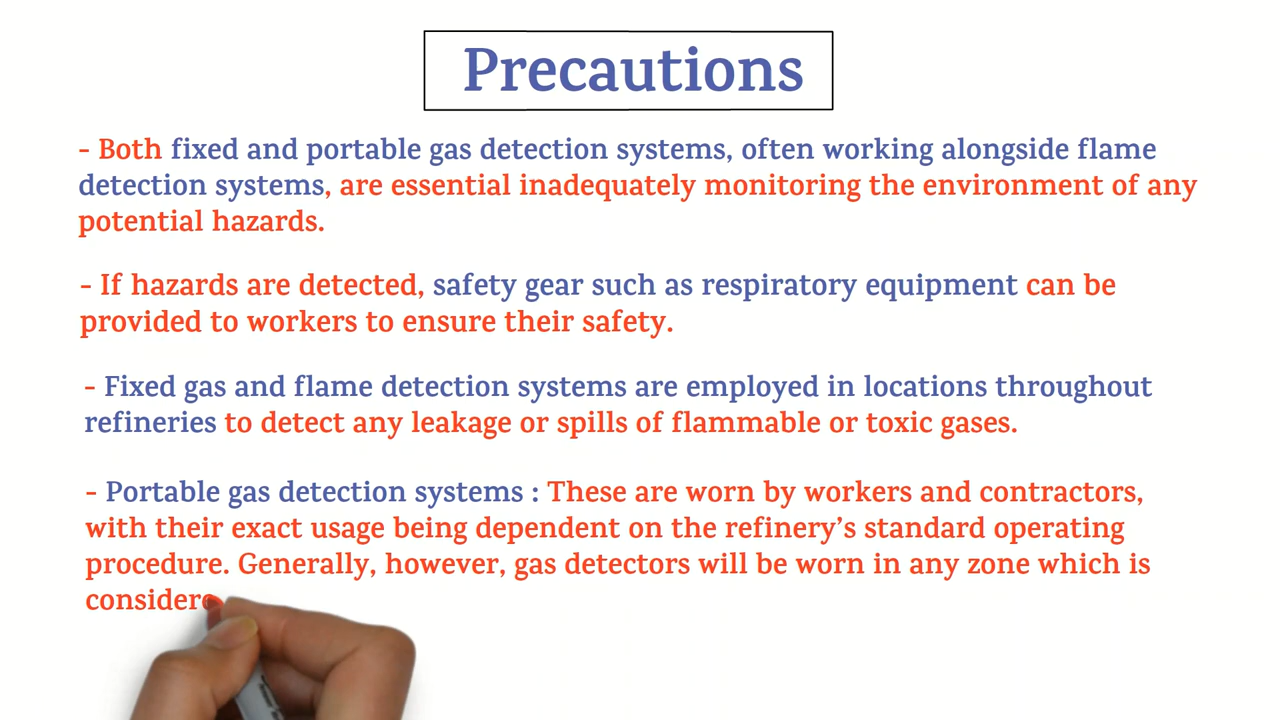 Precautions
- Both fixed and portable gas detection systems, often working alongside flame
detection systems, are essential inadequately monitoring the environment of any
potential hazards.
- If hazards are detected, safety gear such as respiratory equipment can be
provided to workers to ensure their safety.
- Fixed gas and flame detection systems are employed in locations throughout
refineries to detect any leakage or spills of flammable or toxic gases.
- Portable gas detection systems : These are worn by workers and contractors,
with their exact usage being dependent on the refinery’s standard operating
procedure. Generally, however, gas detectors will be worn in any zone which is
considere